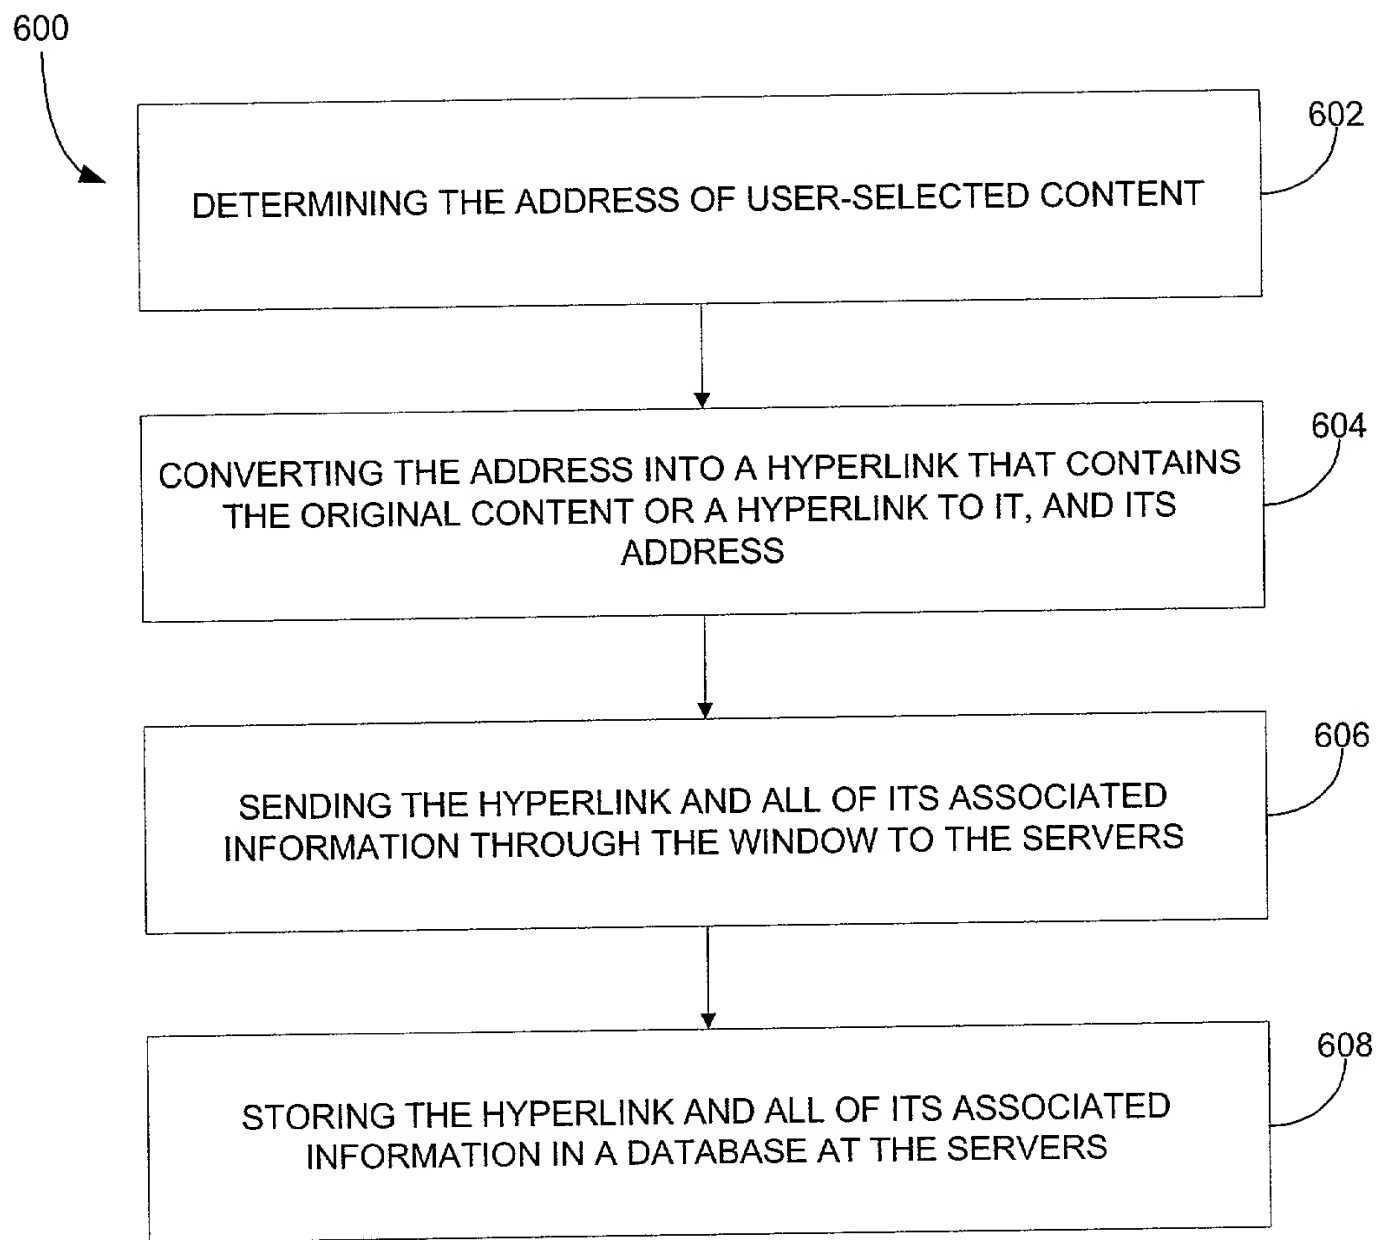 600
602
DETERMINING THE ADDRESS OF USER-SELECTED CONTENT
604
CONVERTING THE ADDRESS INTO A HYPERLINK THAT CONTAINS
THE ORIGINAL CONTENT OR A HYPERLINK TO IT, AND ITS
ADDRESS
606
SENDING THE HYPERLINK AND ALL OF ITS ASSOCIATED
INFORMATION THROUGH THE WINDOW TO THE SERVERS
608
STORING THE HYPERLINK AND ALL OF ITS ASSOCIATED
INFORMATION IN A DATABASE AT THE SERVERS